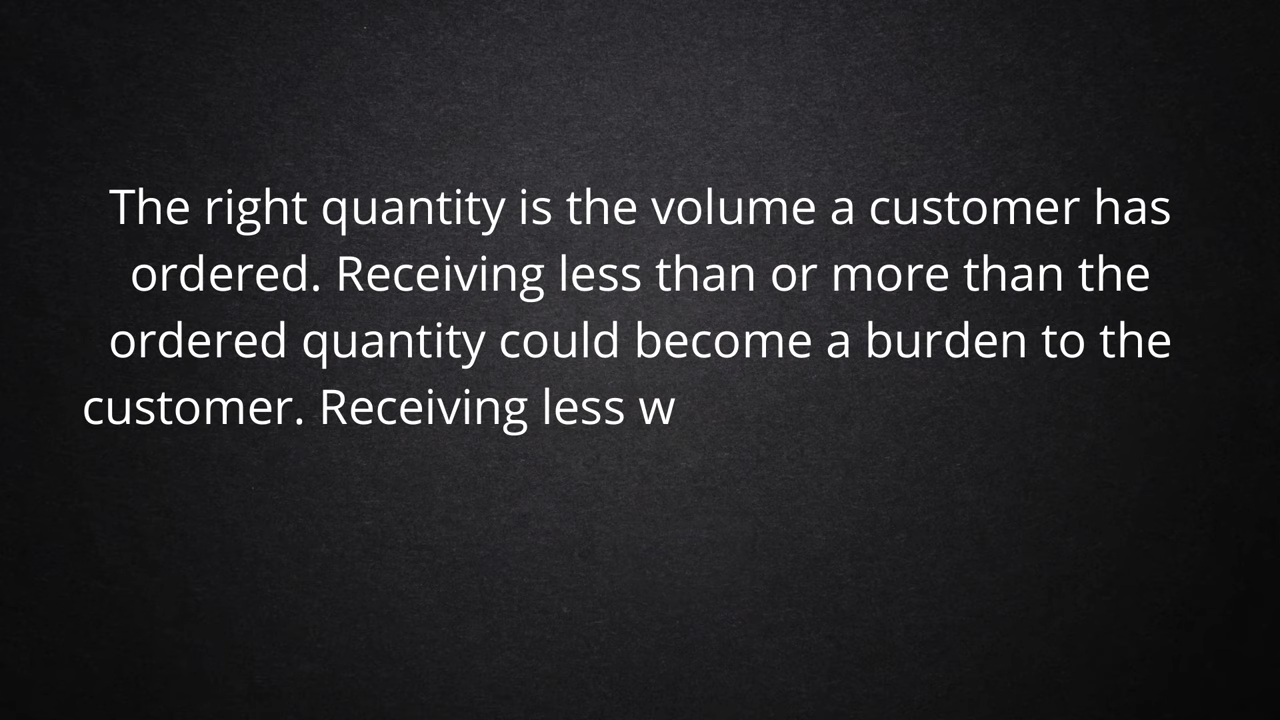 The right quantity is the volume a customer has
ordered. Receiving less than or more than the
ordered quantity could become a burden to the
customer. Receiving less w